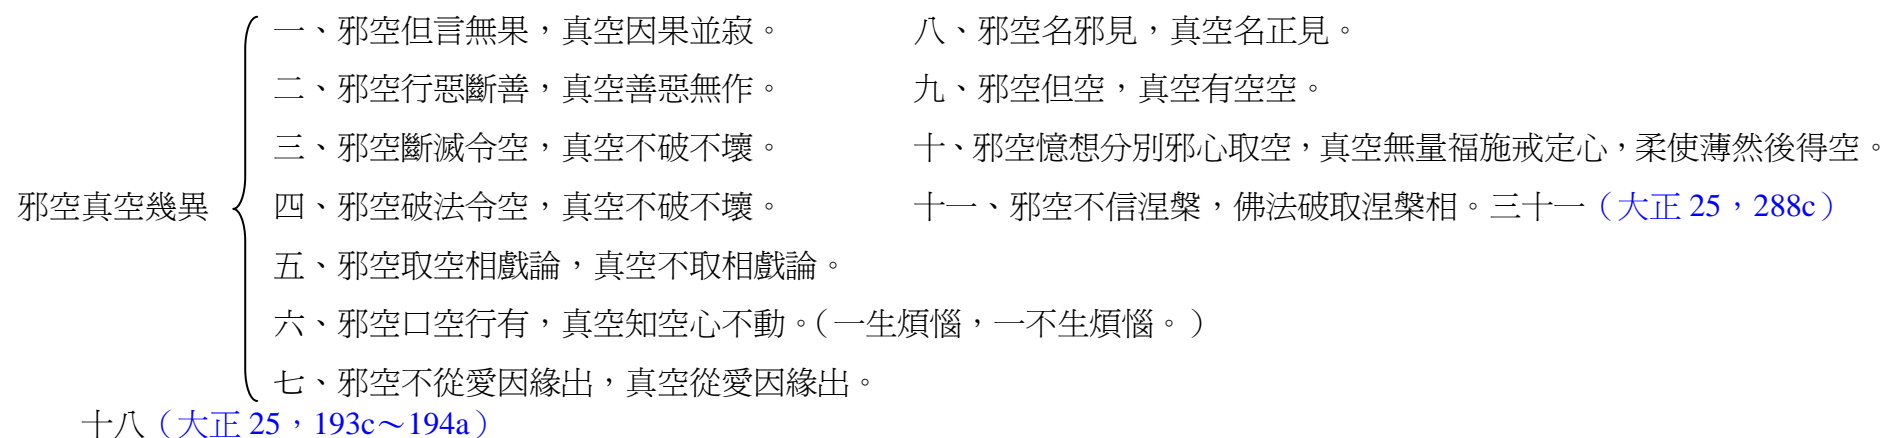 邪空真空幾異
一、邪空但言無果，真空因果並寂。
二、邪空行惡斷善，真空善惡無作。
三、邪空斷滅令空，真空不破不壞。
四、邪空破法令空，真空不破不壞。
五、邪空取空相戲論，真空不取相戲論。
六、邪空口空行有，真空知空心不動。（一生煩惱，一不生煩惱。）
七、邪空不從愛因緣出，真空從愛因緣出。
八、邪空名邪見，真空名正見。
九、邪空但空，真空有空空。
十、邪空憶想分別邪心取空，真空無量福施戒定心，柔使薄然後得空。
十一、邪空不信涅槃，佛法破取涅槃相。三十一（大正 25，288c）
十八（大正 25，193c～194a）